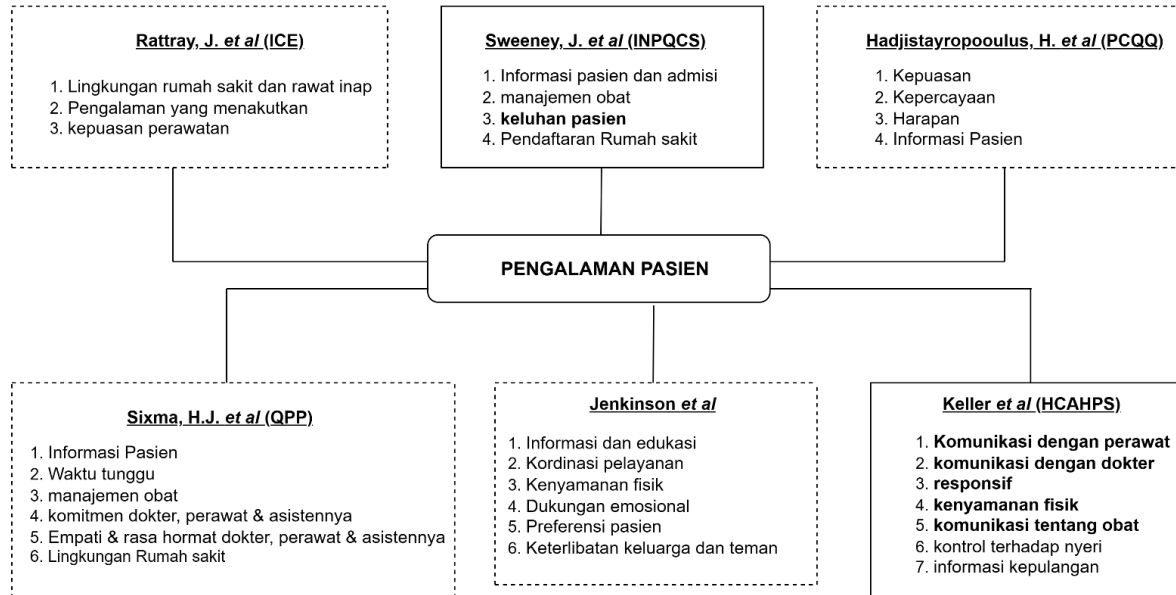 Rattray, J. et al (ICE)
1. Lingkungan rumah sakit dan rawat inap
2. Pengalaman yang menakutkan
3. kepuasan perawatan
Sweeney, J. et al (INPQCS)
1. Informasi pasien dan admisi
2. manajemen obat
3. keluhan pasien
4. Pendaftaran Rumah sakit
Hadjistayropooulus, H. et al (PCQQ)
1. Kepuasan
2. Kepercayaan
3. Harapan
4. Informasi Pasien
PENGALAMAN PASIEN
Sixma, H.J. et al (QPP)
1. Informasi Pasien
2. Waktu tunggu
3. manajemen obat
4. komitmen dokter, perawat & asistennya
5. Empati & rasa hormat dokter, perawat & asistennya
6. Lingkungan Rumah sakit
Jenkinson et al
1. Informasi dan edukasi
2. Kordinasi pelayanan
3. Kenyamanan fisik
4. Dukungan emosional
5. Preferensi pasien
6. Keterlibatan keluarga dan teman
Keller et al (HCAHPS)
1. Komunikasi dengan perawat
2. komunikasi dengan dokter
3. responsif
4. kenyamanan fisik
5. komunikasi tentang obat
6. kontrol terhadap nyeri
7. informasi kepulangan